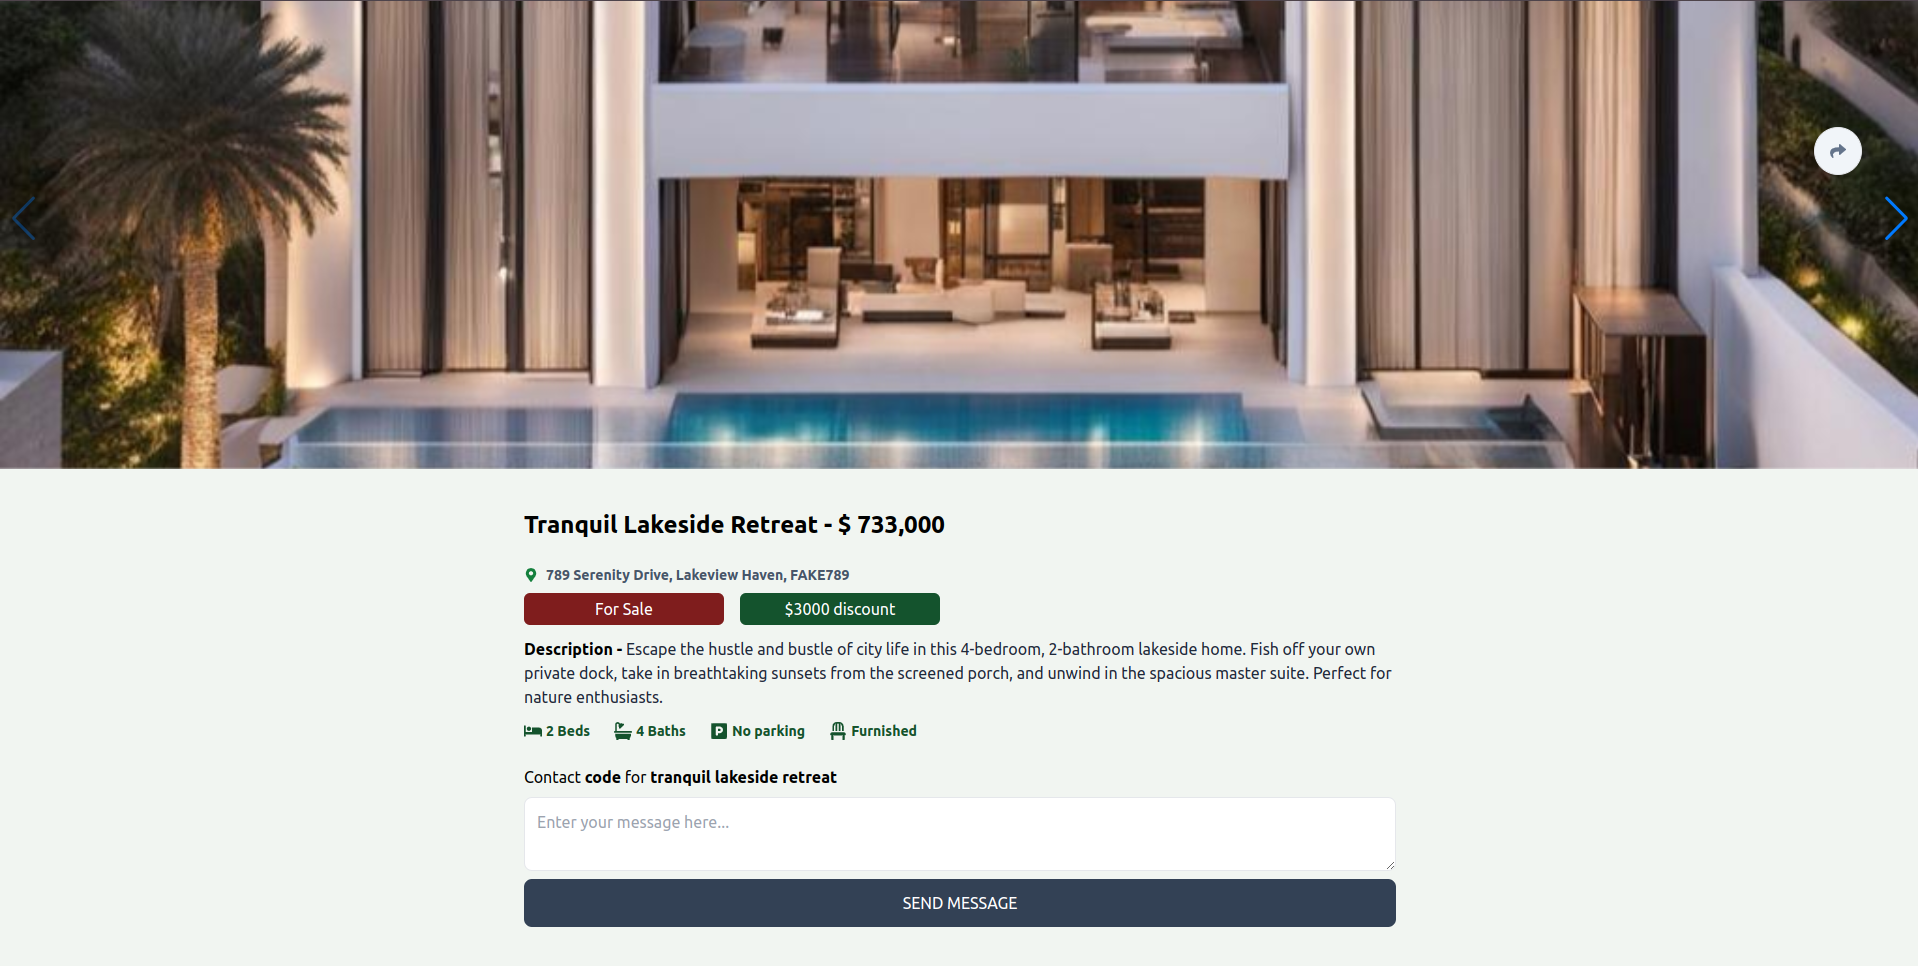 Tranquil Lakeside Retreat - $ 733,000
789 Serenity Drive, Lakeview Haven, FAKE789
For Sale $3000 discount
Description - Escape the hustle and bustle of city life in this 4-bedroom, 2-bathroom lakeside home. Fish off your own
private dock, take in breathtaking sunsets from the screened porch, and unwind in the spacious master suite. Perfect for
nature enthusiasts.
2 Beds 4 Baths P No parking Furnished
Contact code for tranquil lakeside retreat
Enter your message here...
SEND MESSAGE